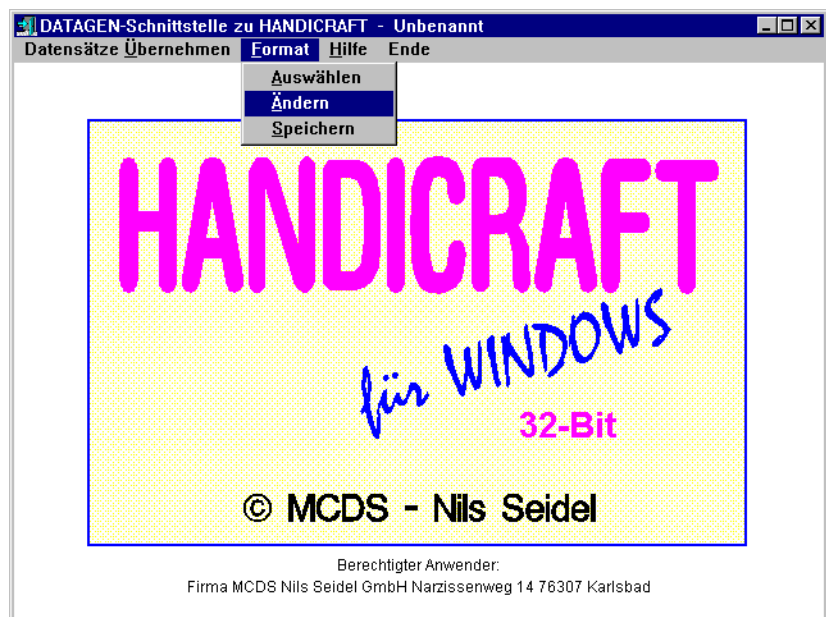 DATAGEN-Schnittstelle zu HANDICRAFT - Unbenannt
Datensätze Übernehmen Format Hilfe Ende
Auswählen
Ändern
Speichern
HANDICRAFT
für WINDOWS
32-Bit
© MCDS - Nils Seidel
Berechtigter Anwender:
Firma MCDS Nils Seidel GmbH Narzissenweg 14 76307 Karlsbad